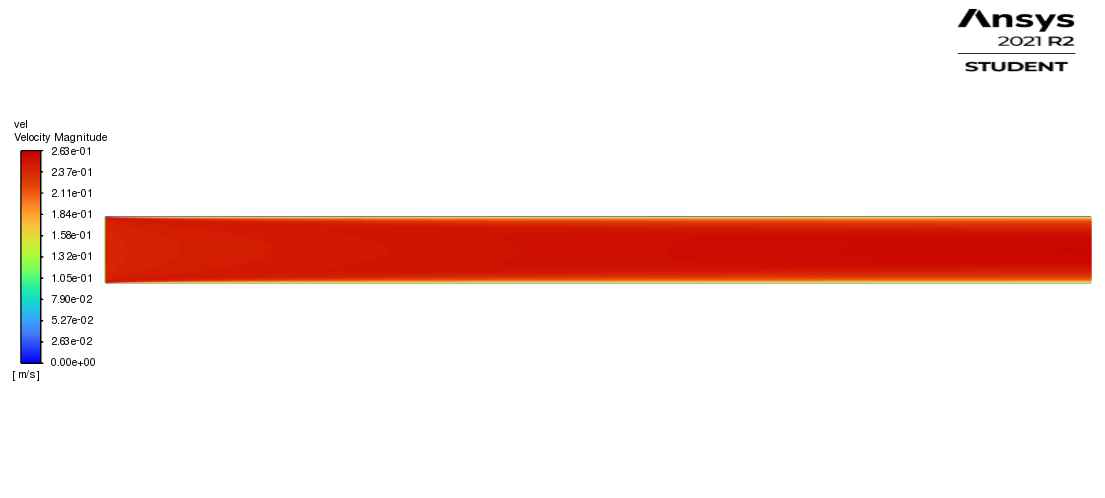 Ansys
2021 R2
STUDENT
vel
Velocity Magnitude
2.63e-01
2.37e-01
2.11e-01
1.84e-01
1.58e-01
1.32e-01
1.05e-01
7.90e-02
5.27e-02
2.63e-02
0.00e+00
[ m/s ]